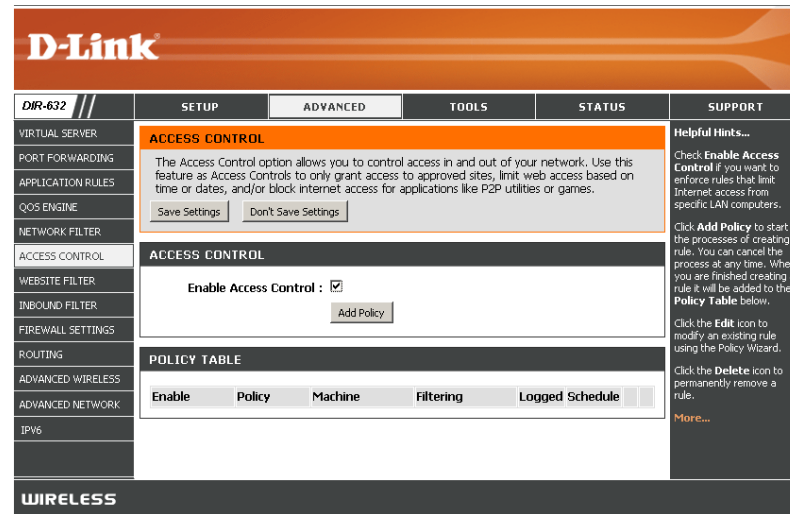 D-Link
DIR-632
SETUP
ADVANCED
TOOLS
STATUS
SUPPORT
VIRTUAL SERVER
PORT FORWARDING
APPLICATION RULES
QOS ENGINE
NETWORK FILTER
ACCESS CONTROL
WEBSITE FILTER
INBOUND FILTER
FIREWALL SETTINGS
ROUTING
ADVANCED WIRELESS
ADVANCED NETWORK
IPV6
ACCESS CONTROL
The Access Control option allows you to control access in and out of your network. Use this
feature as Access Controls to only grant access to approved sites, limit web access based on
time or dates, and/or block internet access for applications like P2P utilities or games.
Save Settings
Don't Save Settings
ACCESS CONTROL
Enable Access Control :
Add Policy
POLICY TABLE
Enable Policy Machine Filtering Logged Schedule
Helpful Hints...
Check Enable Access
Control if you want to
enforce rules that limit
Internet access from
specific LAN computers.
Click Add Policy to start
the processes of creating
rule. You can cancel the
process at any time. Whe
you are finished creating
rule it will be added to the
Policy Table below.
Click the Edit icon to
modify an existing rule
using the Policy Wizard.
Click the Delete icon to
permanently remove a
rule.
More...
WIRELESS